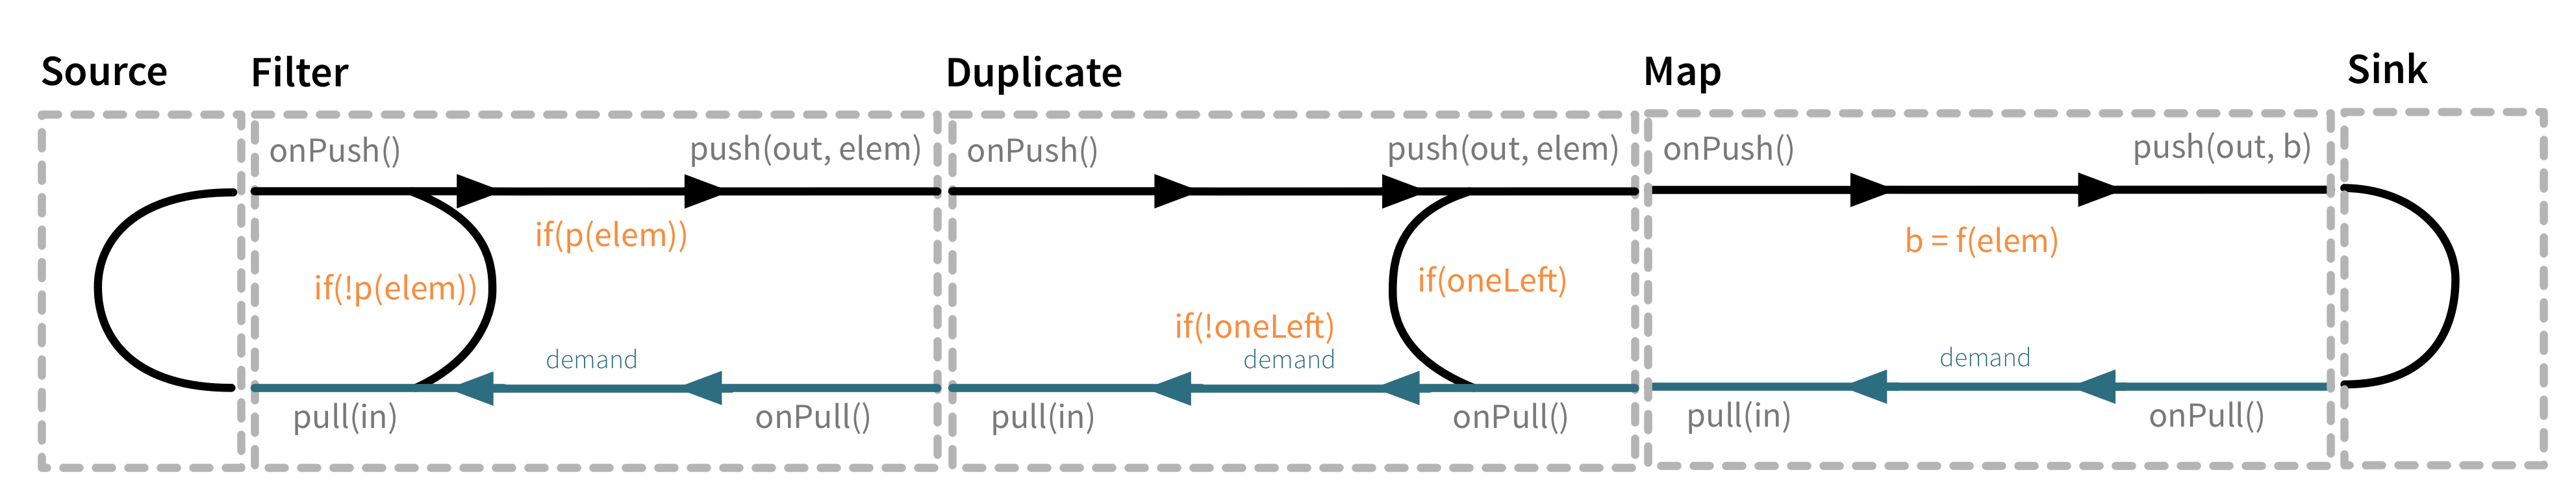 Source
Filter
Duplicate
Map
Sink
onPush()
push(out, elem)
onPush()
push(out, elem)
onPush()
push(out, b)
if(p(elem))
b = f(elem)
if(!p(elem))
if(oneLeft)
if(!oneLeft)
demand
demand
demand
pull(in)
onPull()
pull(in)
onPull()
pull(in)
onPull()